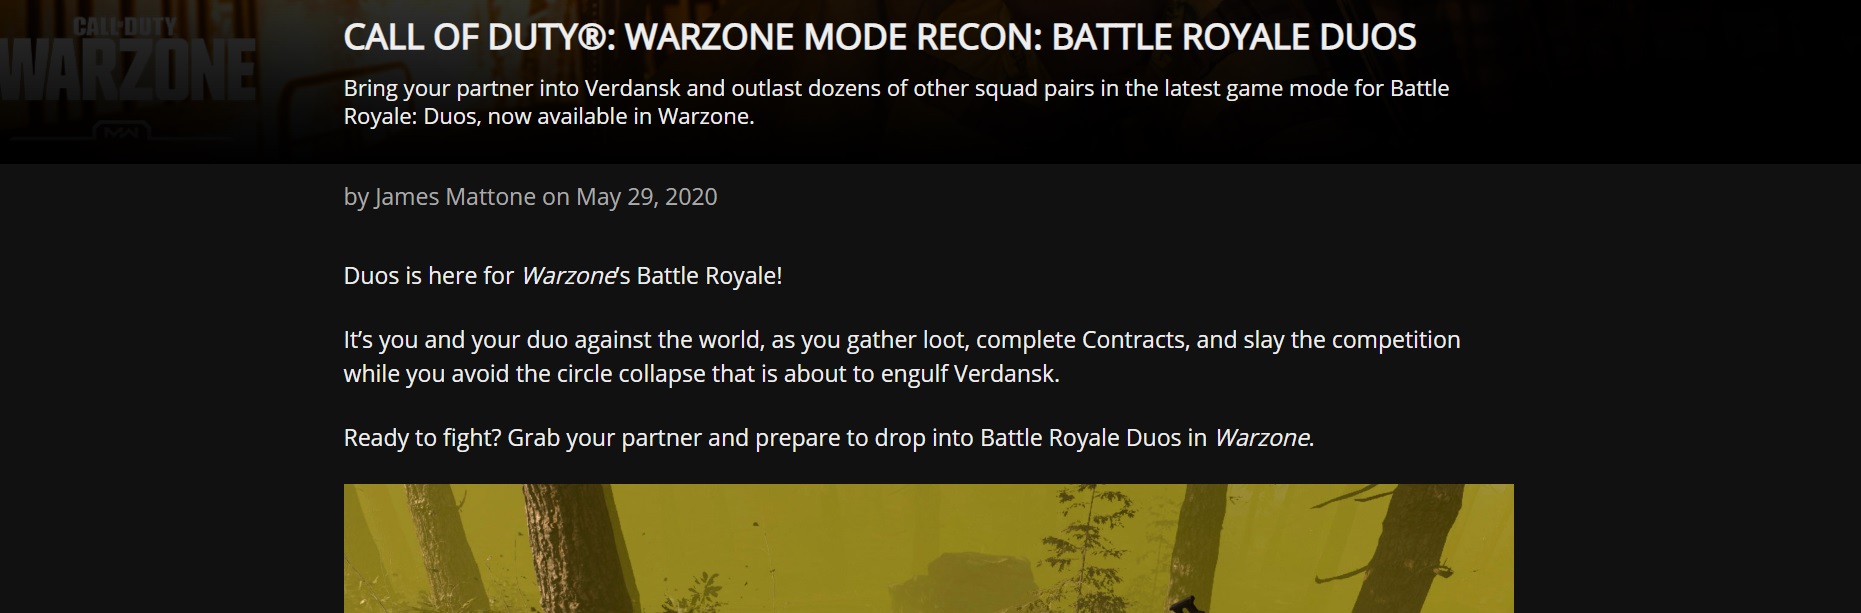 CALL OF DUTY
WARZONE
MW
CALL OF DUTY®: WARZONE MODE RECON: BATTLE ROYALE DUOS
Bring your partner into Verdansk and outlast dozens of other squad pairs in the latest game mode for Battle
Royale: Duos, now available in Warzone.
by James Mattone on May 29, 2020
Duos is here for Warzone's Battle Royale!
It’s you and your duo against the world, as you gather loot, complete Contracts, and slay the competition
while you avoid the circle collapse that is about to engulf Verdansk.
Ready to fight? Grab your partner and prepare to drop into Battle Royale Duos in Warzone.